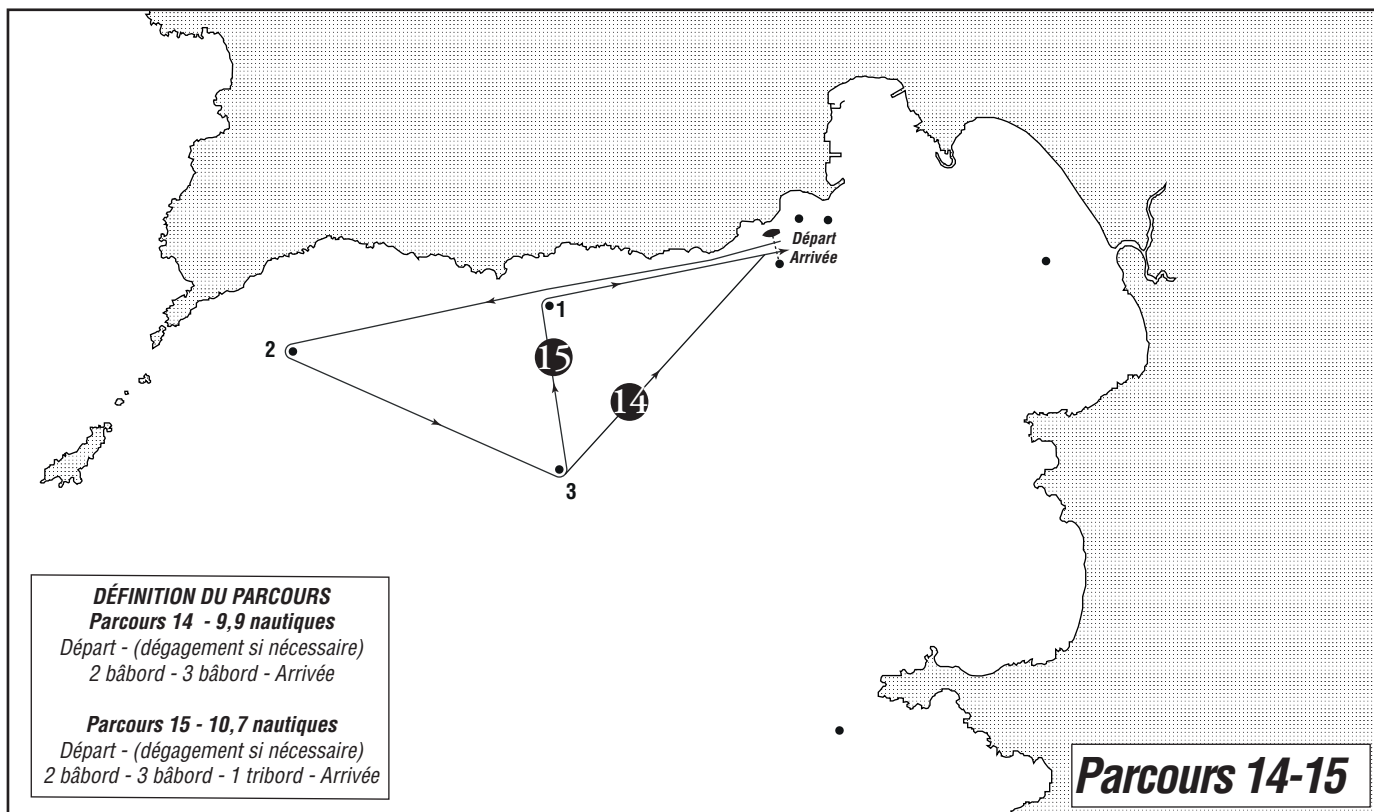 Départ
Arrivée
1
2
15
14
3
DÉFINITION DU PARCOURS
Parcours 14 - 9,9 nautiques
Départ - (dégagement si nécessaire)
2 bâbord - 3 bâbord - Arrivée
Parcours 15 - 10,7 nautiques
Départ - (dégagement si nécessaire)
2 bâbord - 3 bâbord - 1 tribord - Arrivée
Parcours 14-15